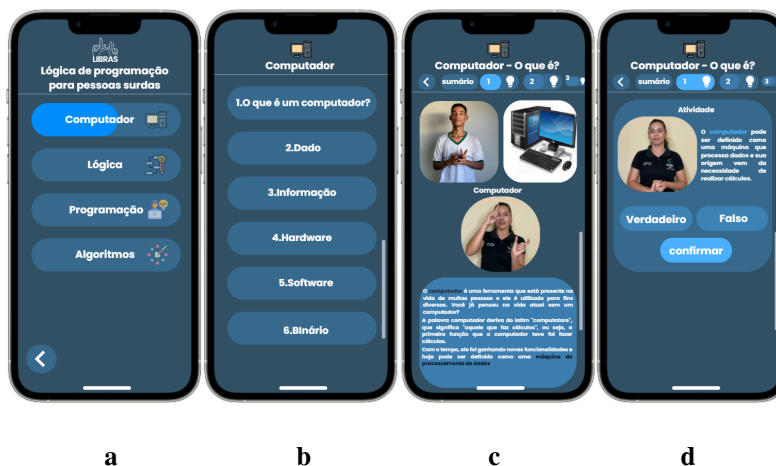 LIBRAS
Lógica de programação
para pessoas surdas
Computador
Lógica
Programação
Algoritmos
Computador
1.O que é um computador?
2.Dado
3.Informação
4.Hardware
5.Software
6.BInário
Computador - O que é?
sumário 1 2 3
Computador
O computador é uma ferramenta que está presente na
vida de muitas pessoas e ele é utilizado para fins
diversos. Você já pensou na vida atual sem um
computador?
A palavra computador deriva do latim "computatore",
que significa "aquele que faz cálculos", ou seja, a
primeira função que o computador teve foi fazer
cálculos.
Com o tempo, ele foi ganhando novas funcionalidades e
hoje pode ser definido como uma máquina de
processamento de dados
Computador - O que é?
sumário 1 2 3
Atividade
O computador pode
ser definido como
uma máquina que
processa dados e sua
origem vem da
necessidade de
realizar cálculos.
Verdadeiro
Falso
confirmar
a
b
c
d